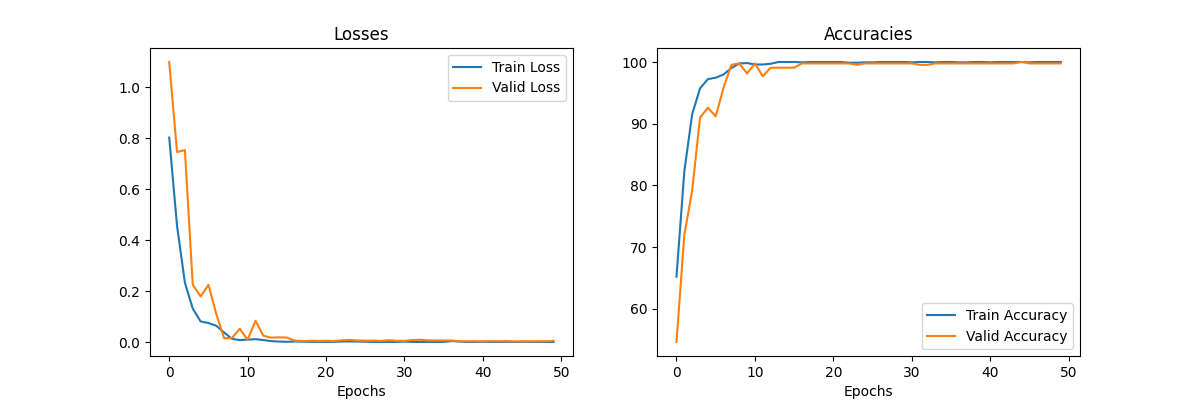 Losses
Train Loss
Valid Loss
1.0
0.8
0.6
0.4
0.2
0.0
0 10 20 30 40 50
Epochs
Accuracies
100
90
80
70
60
Train Accuracy
Valid Accuracy
0 10 20 30 40 50
Epochs